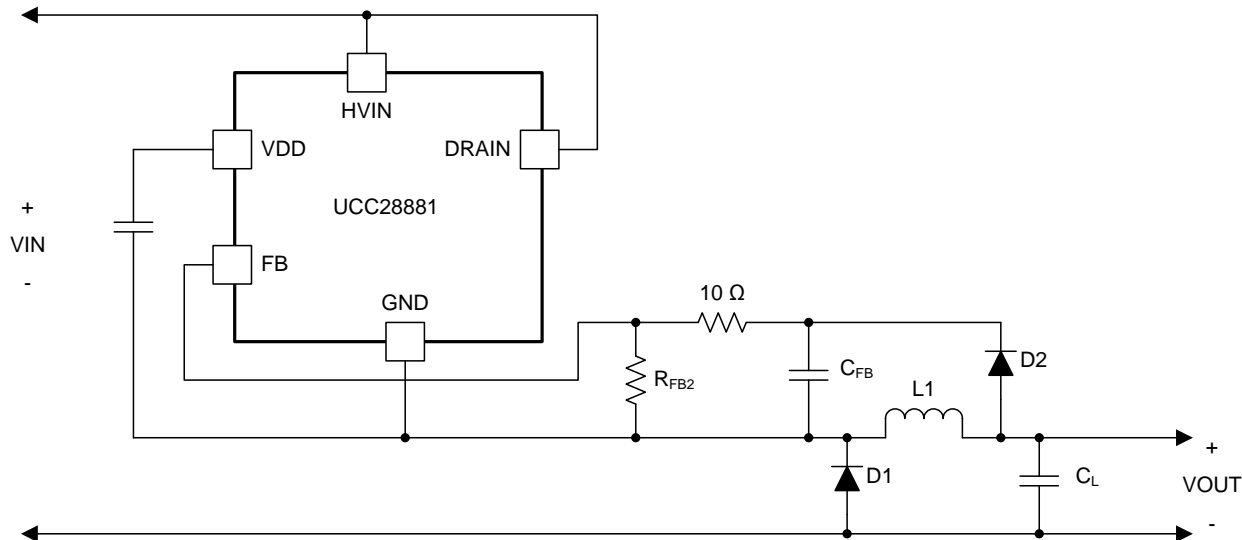 HVIN
VDD
DRAIN
UCC28881
+
VIN
-
FB
GND
10 Ω
RFB2
CFB
D2
L1
D1
CL
+
VOUT
-